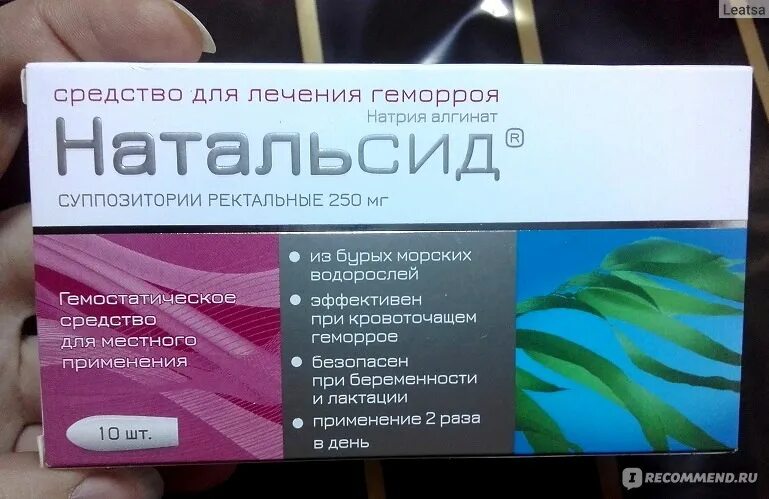 Leatsa
средство для лечения геморроя
Натрия алгинат
Натальсид®
суппозитории ректальные 250 мг
Гемостатическое
средство
для местного
применения
10 шт.
• из бурых морских
водорослей
• эффективен
при кровоточащем
геморрое
• безопасен
при беременности
и лактации
• применение 2 раза
в день
IRECOMMEND.RU